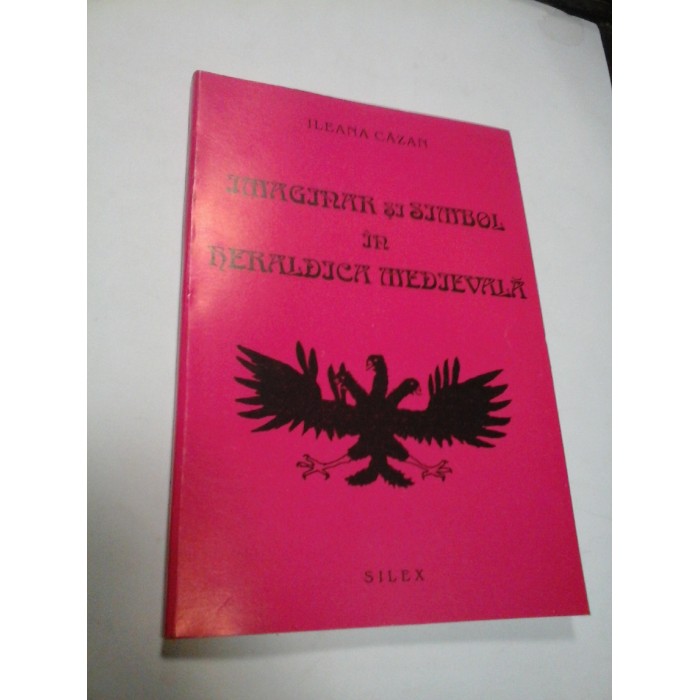 ILEANA CĂZAN
IMAGINAR ŞI SIMBOL
ÎN
HERALDICA MEDIEVALĂ
SILEX